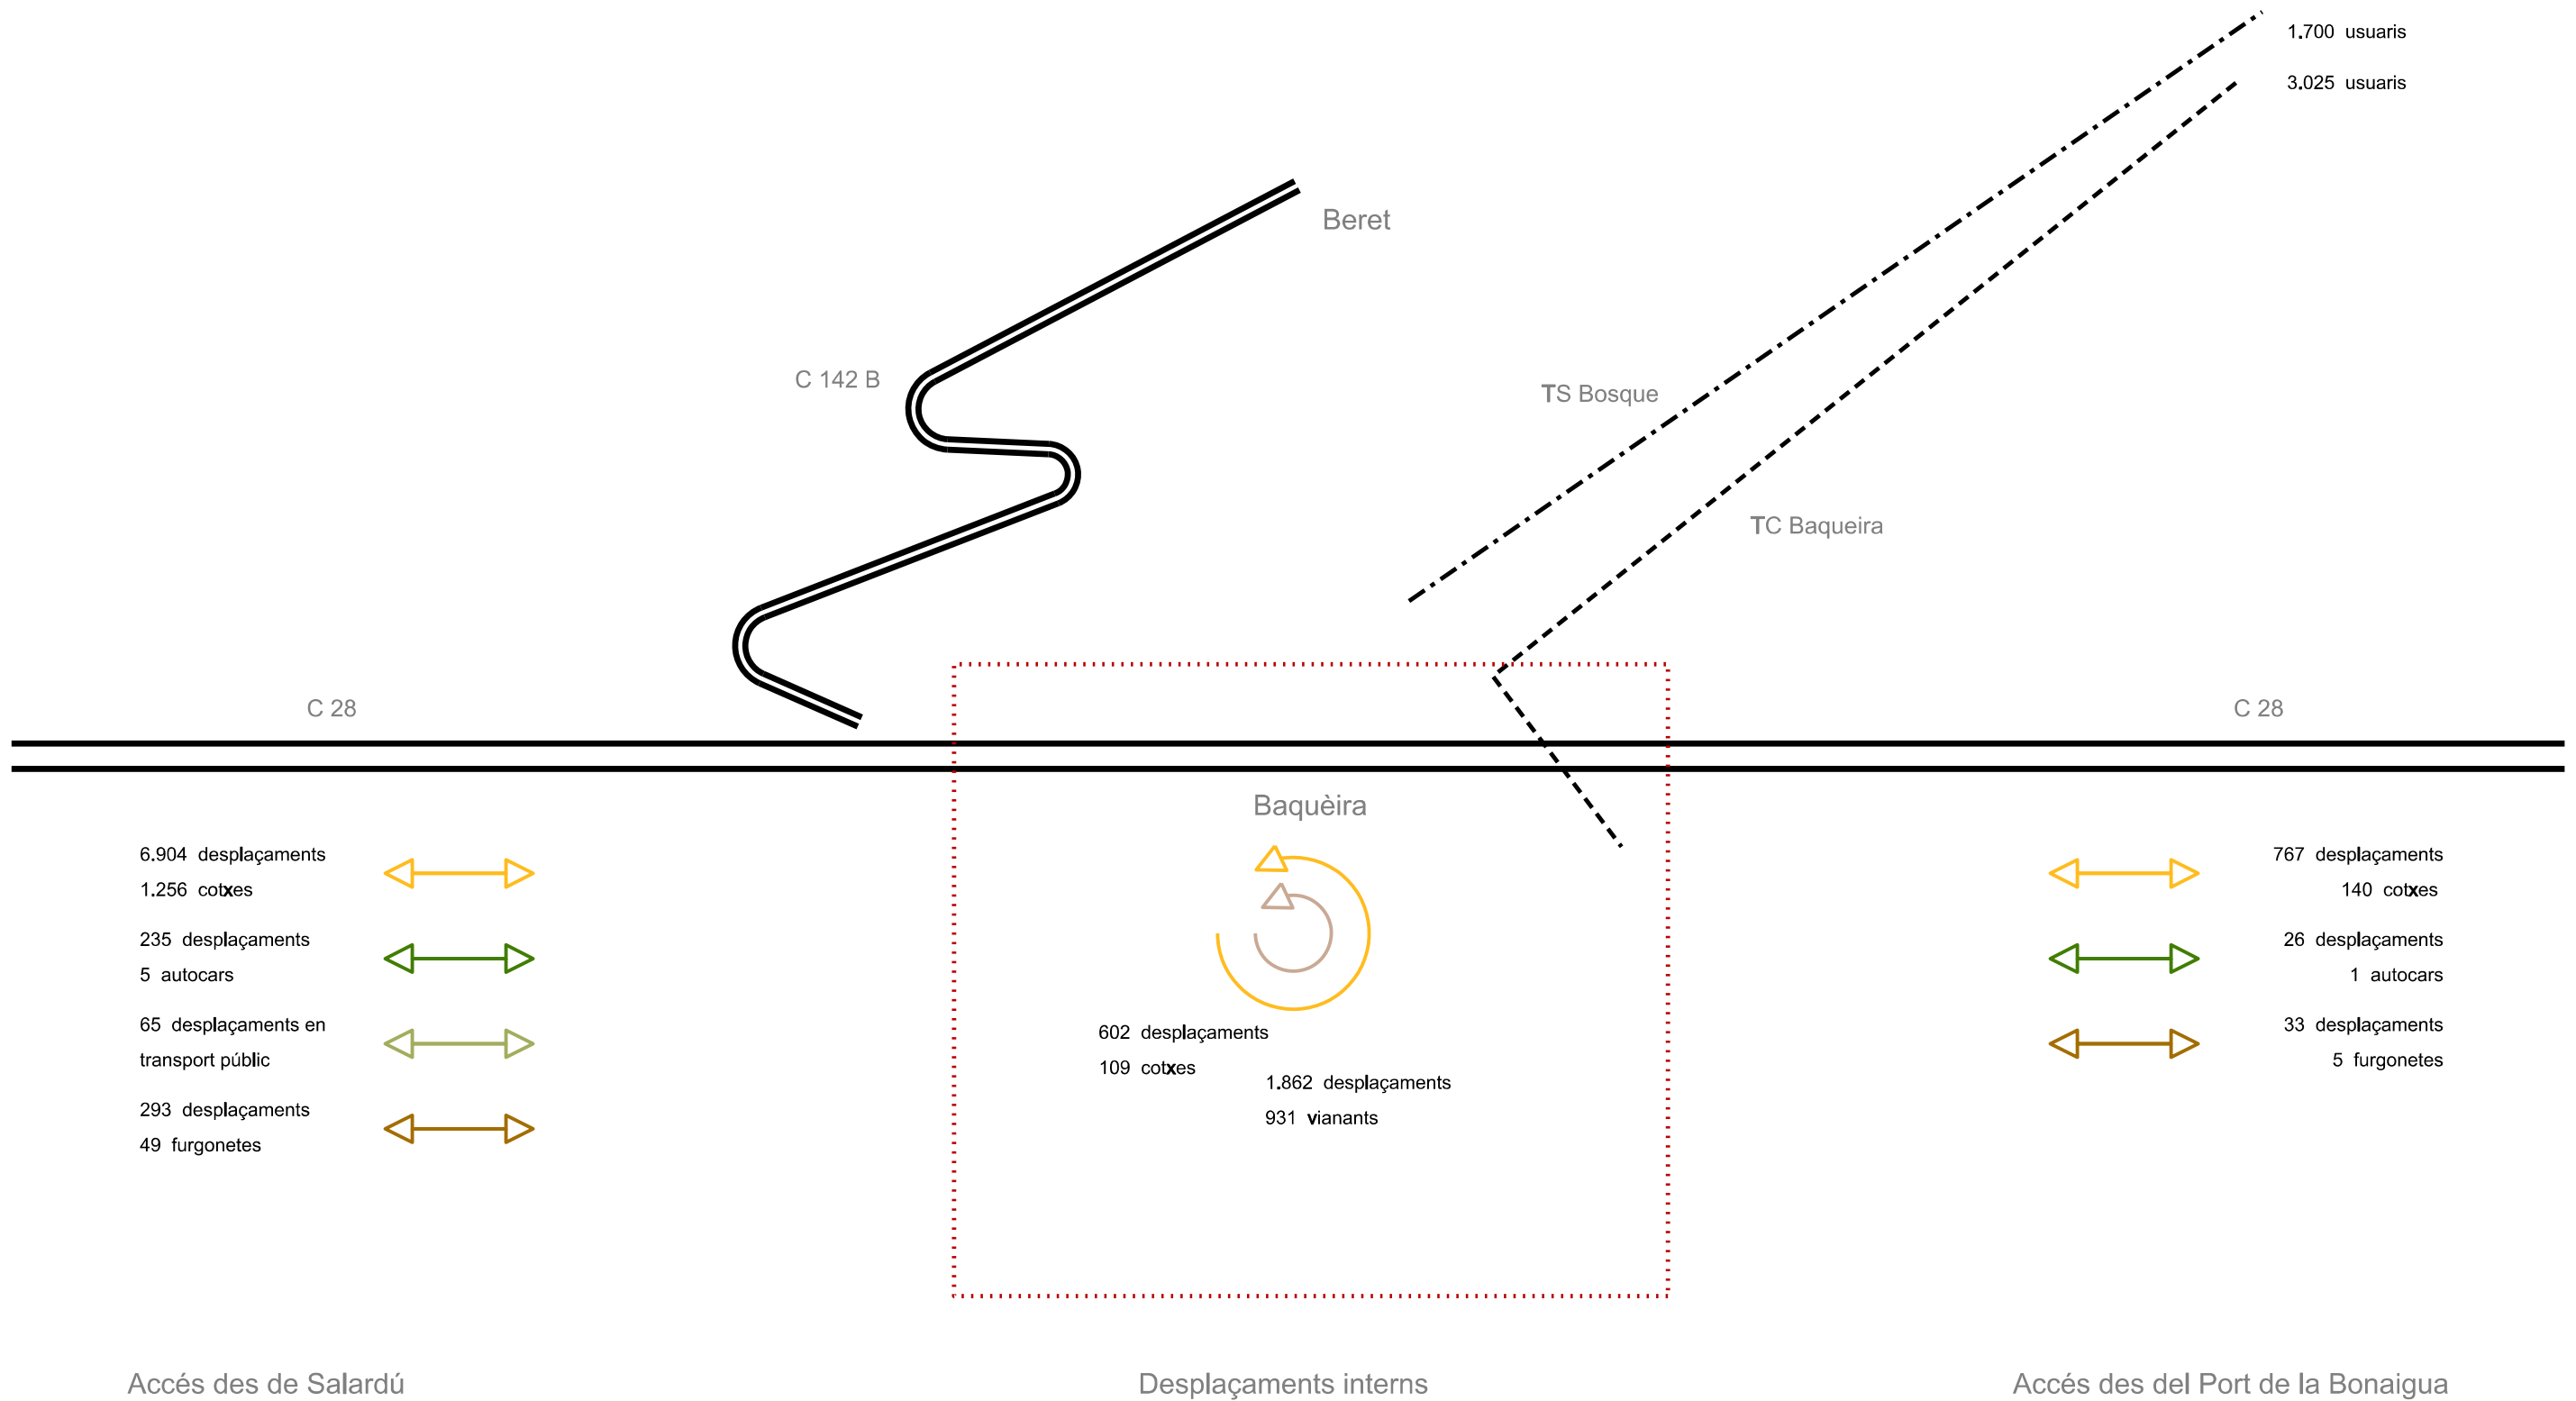 1.700 usuaris
3.025 usuaris
Beret
C 142 B
TS Bosque
TC Baqueira
C 28
C 28
Baquèira
6.904 desplaçaments
1.256 cotxes
235 desplaçaments
5 autocars
65 desplaçaments en
transport públic
293 desplaçaments
49 furgonetes
602 desplaçaments
109 cotxes
1.862 desplaçaments
931 vianants
767 desplaçaments
140 cotxes
26 desplaçaments
1 autocars
33 desplaçaments
5 furgonetes
Accés des de Salardú
Desplaçaments interns
Accés des del Port de la Bonaigua